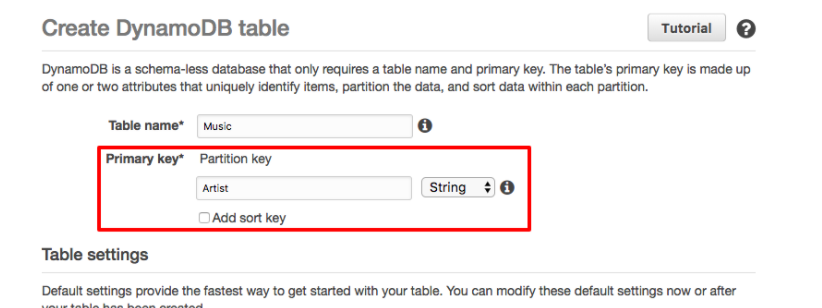 Create DynamoDB table
Tutorial
DynamoDB is a schema-less database that only requires a table name and primary key. The table's primary key is made up
of one or two attributes that uniquely identify items, partition the data, and sort data within each partition.
Table name* Music
Primary key* Partition key
Artist String
Add sort key
Table settings
Default settings provide the fastest way to get started with your table. You can modify these default settings now or after
your table has been created.